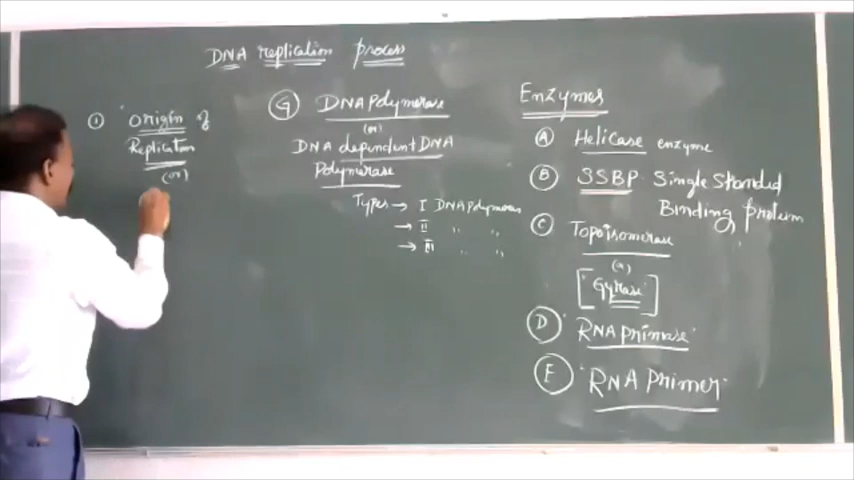 DNA replication process
① Origin of
Replication
(or)
G DNA Polymerase
(or)
DNA dependent DNA
Polymerase
Types → I DNA Polymerase
→ II " "
→ III " "
Enzymes
A Helicase enzyme
B SSBP Single Stranded
Binding protein
C Topoisomerase
(or)
["Gyrase"]
D RNA primase
E "RNA Primer"